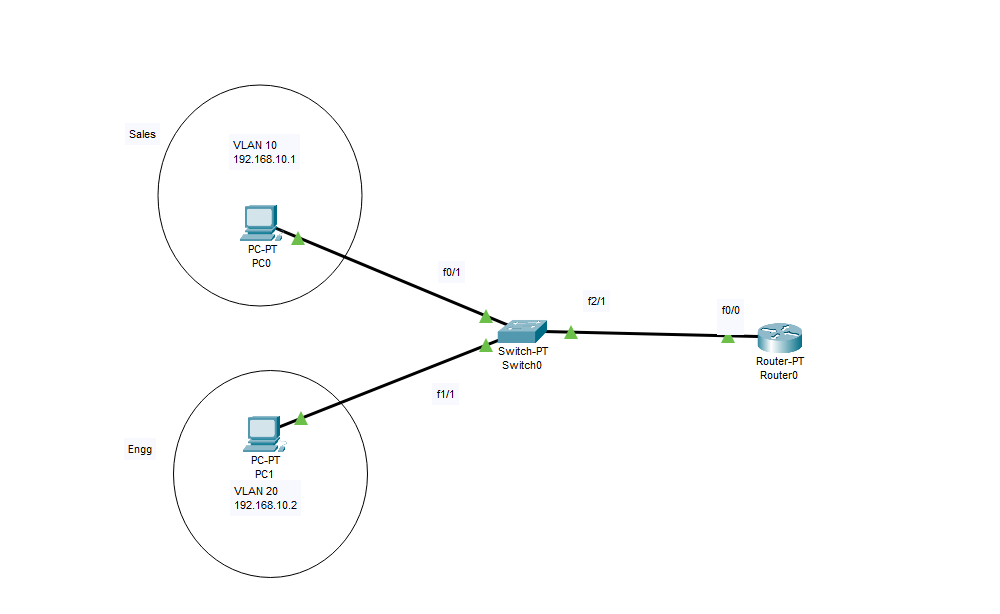 Sales
VLAN 10
192.168.10.1
PC-PT
PC0
f0/1
f2/1
f0/0
Switch-PT
Switch0
Router-PT
Router0
f1/1
Engg
PC-PT
PC1
VLAN 20
192.168.10.2